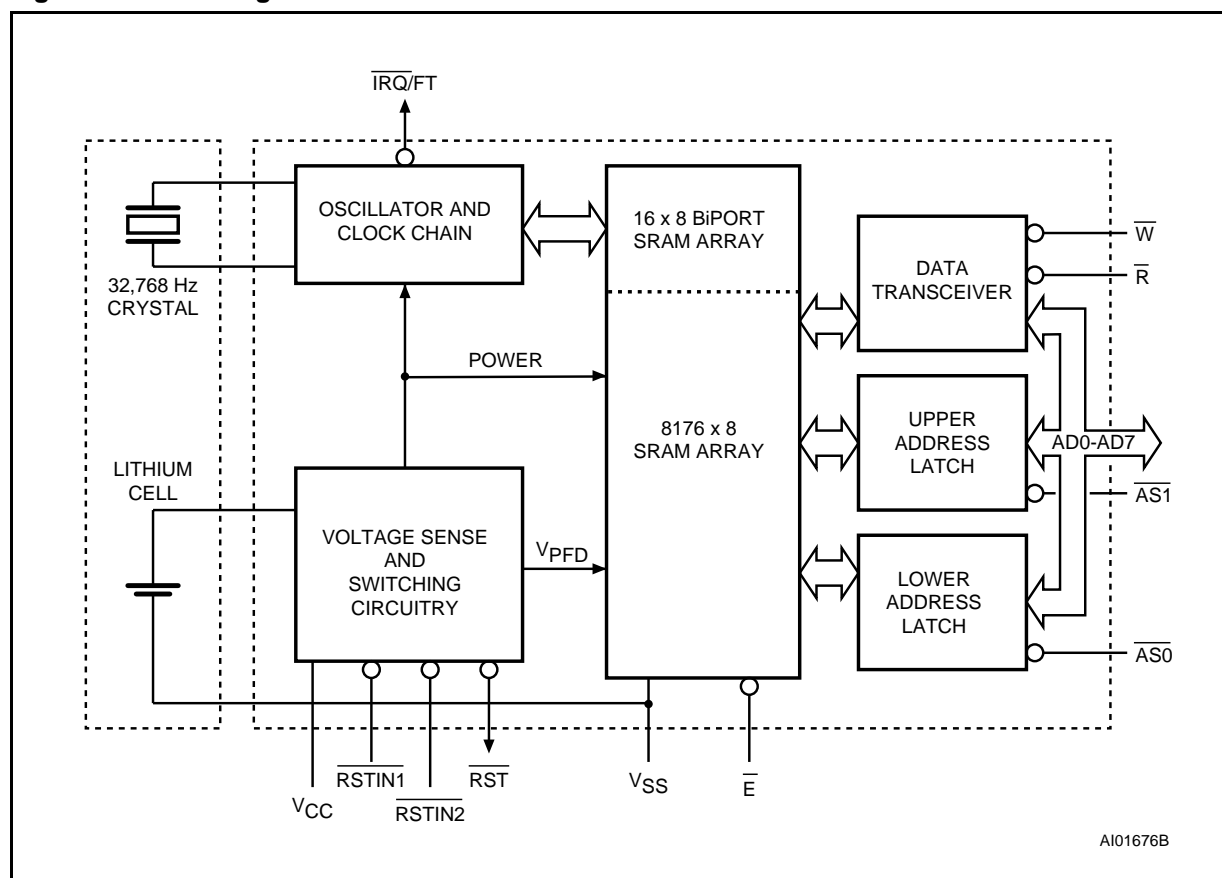 IRQ/FT
OSCILLATOR AND
CLOCK CHAIN
32,768 Hz
CRYSTAL
16 x 8 BiPORT
SRAM ARRAY
DATA
TRANSCEIVER
W
R
POWER
8176 x 8
SRAM ARRAY
UPPER
ADDRESS
LATCH
AD0-AD7
AS1
LITHIUM
CELL
VOLTAGE SENSE
AND
SWITCHING
CIRCUITRY
VPFD
LOWER
ADDRESS
LATCH
AS0
VCC
RSTIN1
RSTIN2
RST
VSS
E
AI01676B